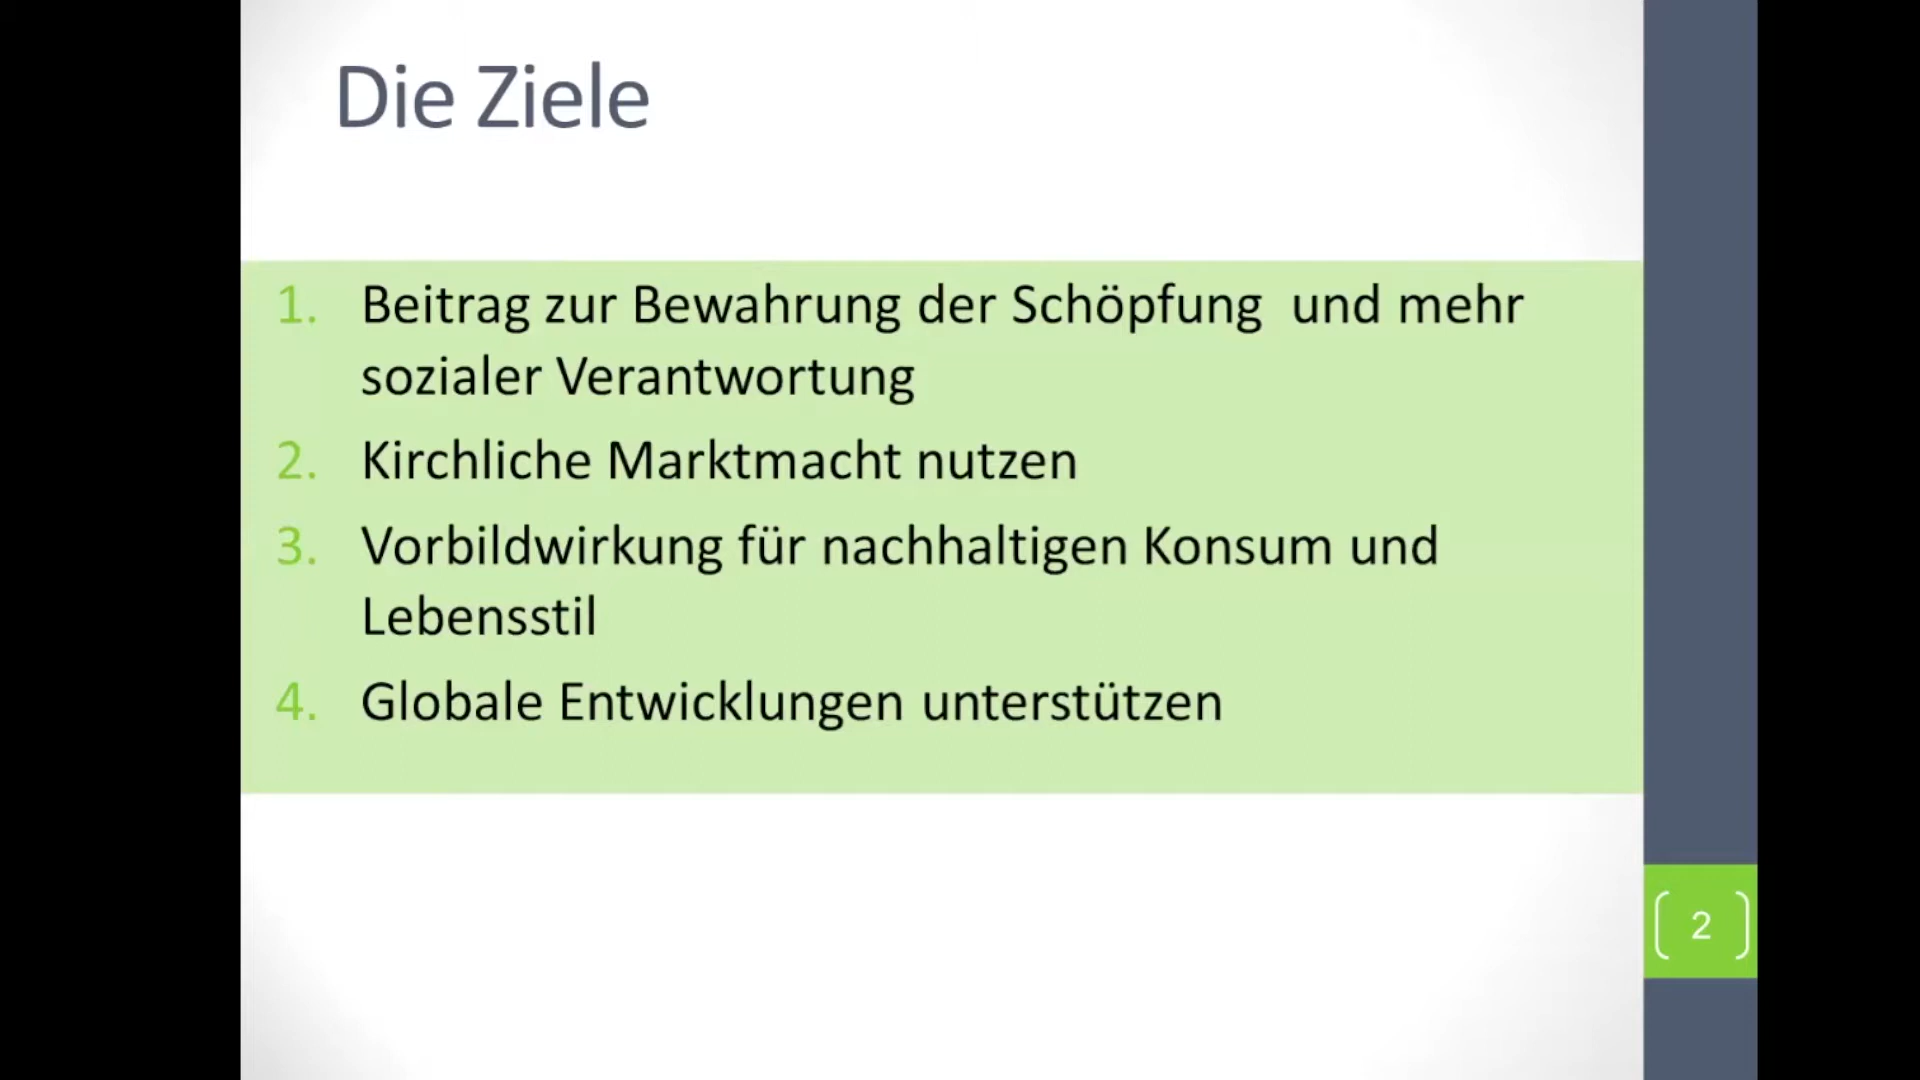 Die Ziele
1. Beitrag zur Bewahrung der Schöpfung  und mehr
sozialer Verantwortung
2. Kirchliche Marktmacht nutzen
3. Vorbildwirkung für nachhaltigen Konsum und
Lebensstil
4. Globale Entwicklungen unterstützen
2